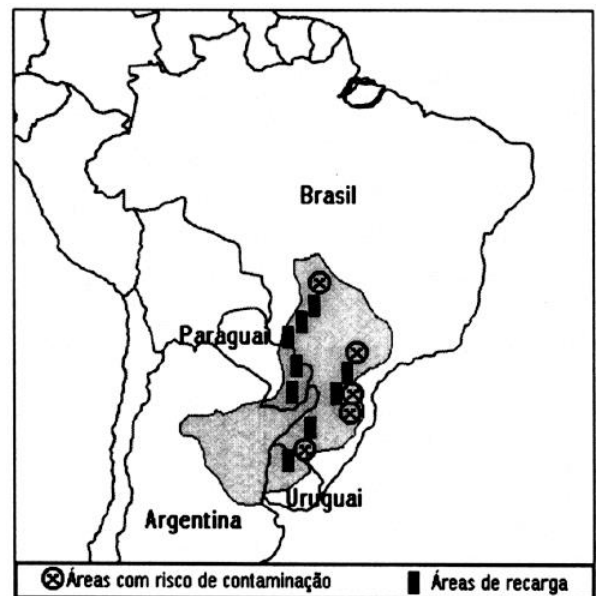 Brasil
Paraguai
Uruguai
Argentina
Áreas com risco de contaminação
Áreas de recarga